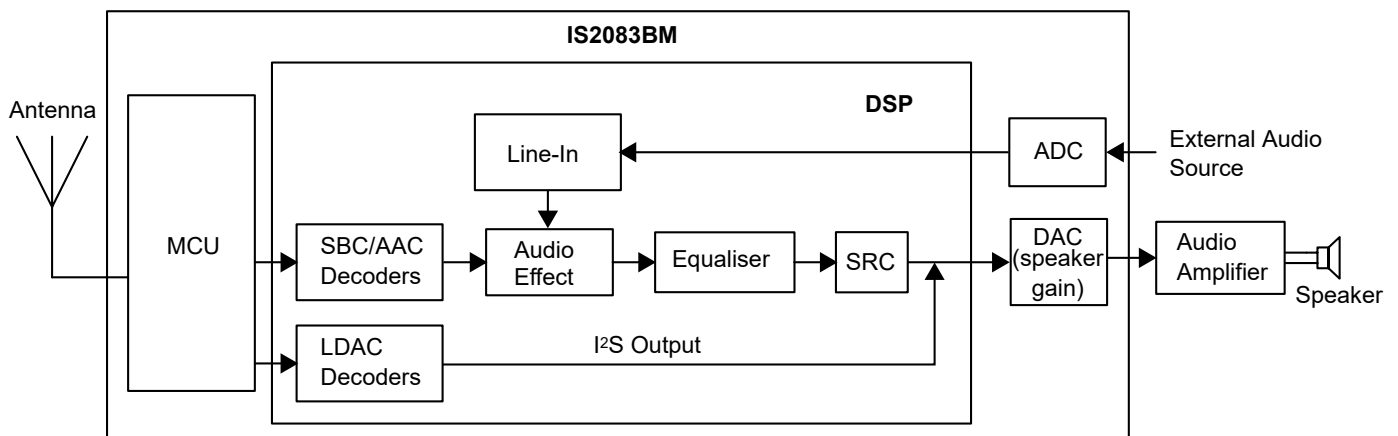 IS2083BM
DSP
Antenna
MCU
Line-In
ADC
External Audio
Source
SBC/AAC
Decoders
Audio
Effect
Equaliser
SRC
DAC
(speaker
gain)
Audio
Amplifier
Speaker
LDAC
Decoders
I²S Output